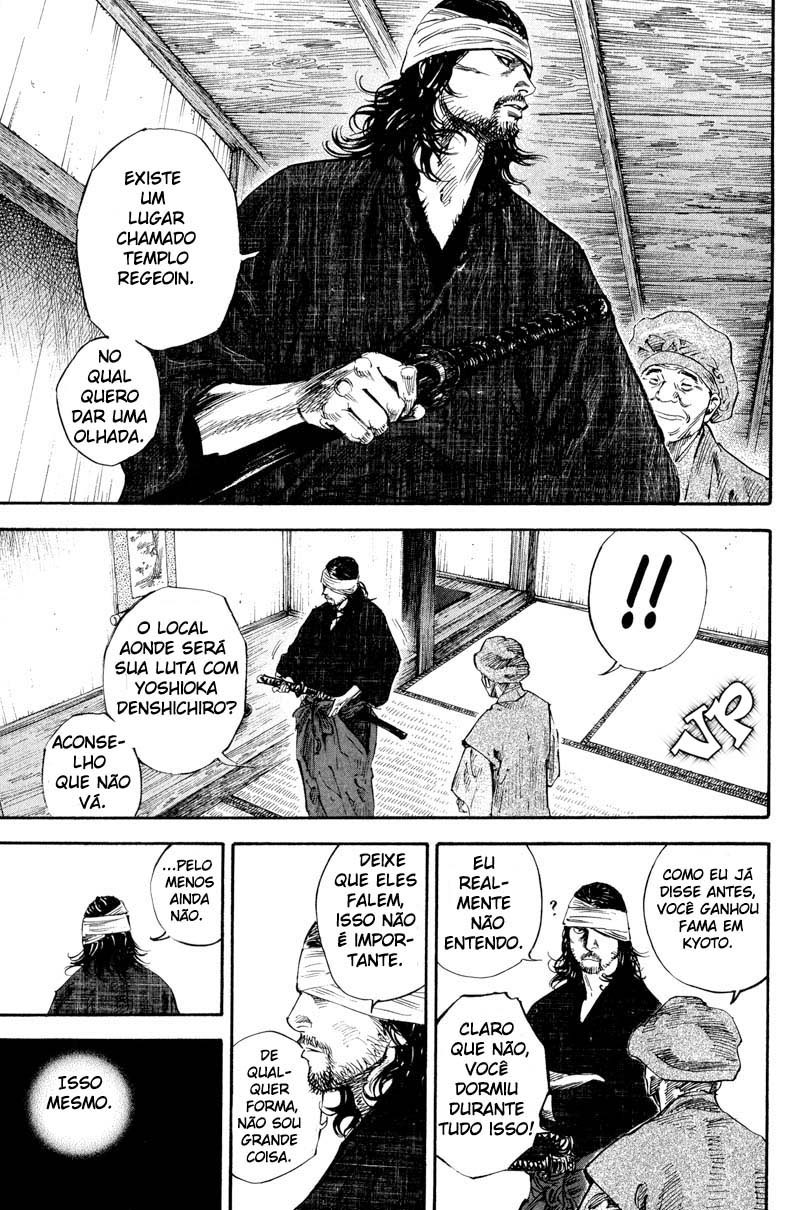 EXISTE
UM
LUGAR
CHAMADO
TEMPLO
REGEOIN.
NO
QUAL
QUERO
DAR UMA
OLHADA.
!!
VP
O LOCAL
AONDE SERÁ
SUA LUTA COM
YOSHIOKA
DENSHICHIRO?
ACONSE-
LHO
QUE NÃO
VÁ.
COMO EU JÁ
DISSE ANTES,
VOCÊ GANHOU
FAMA EM
KYOTO.
?
EU
REAL-
MENTE
NÃO
ENTENDO.
CLARO
QUE NÃO,
VOCÊ
DORMIU
DURANTE
TUDO ISSO!
DEIXE
QUE ELES
FALEM,
ISSO NÃO
É IMPOR-
TANTE.
DE
QUAL-
QUER
FORMA,
NÃO SOU
GRANDE
COISA.
...PELO
MENOS
AINDA
NÃO.
ISSO
MESMO.